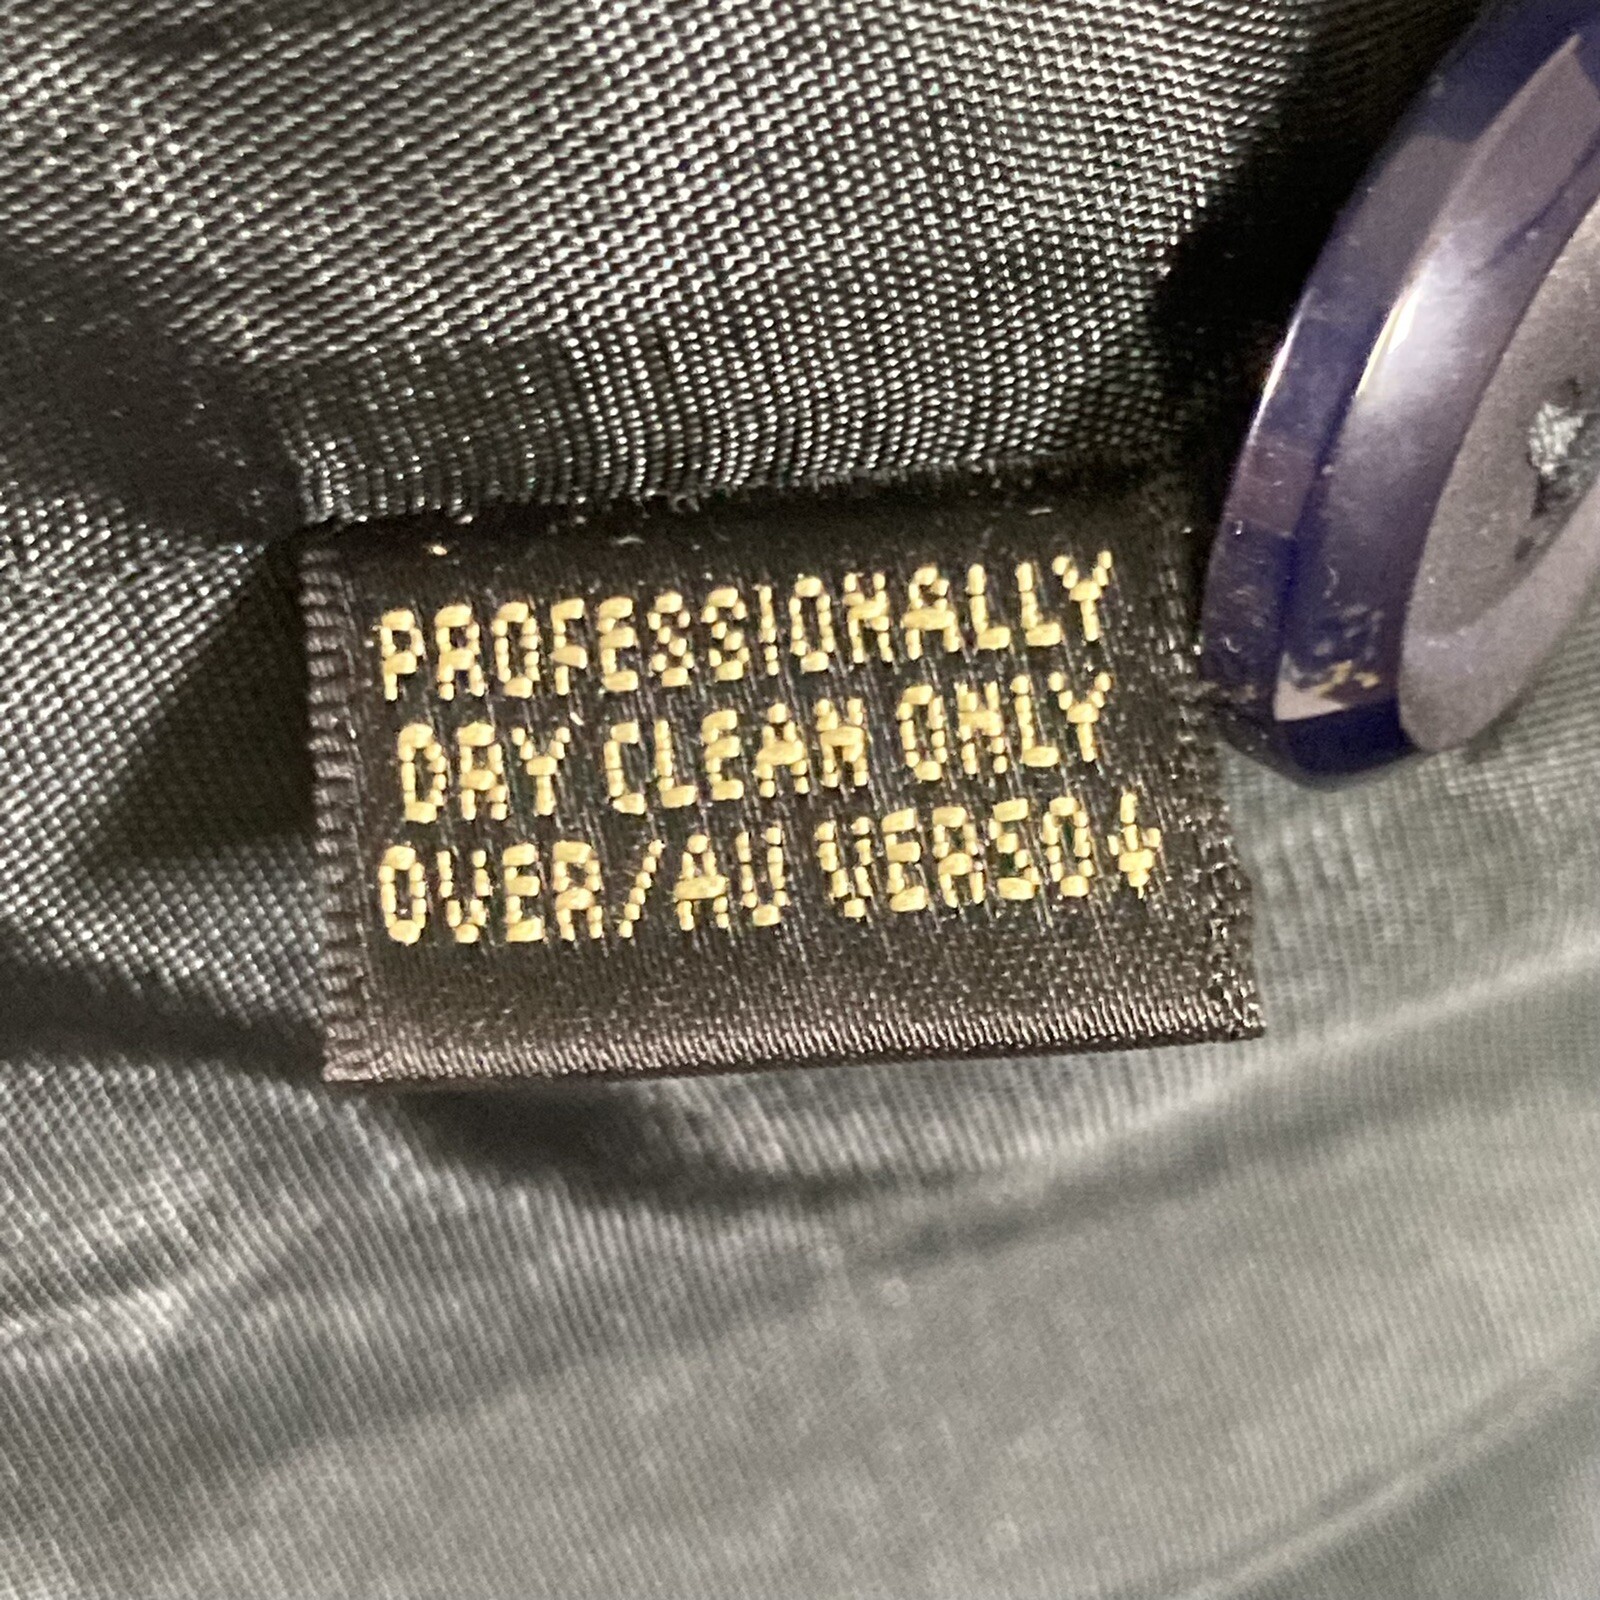 PROFESSIONALLY
DRY CLEAN ONLY
OVER/AU VERSO↓